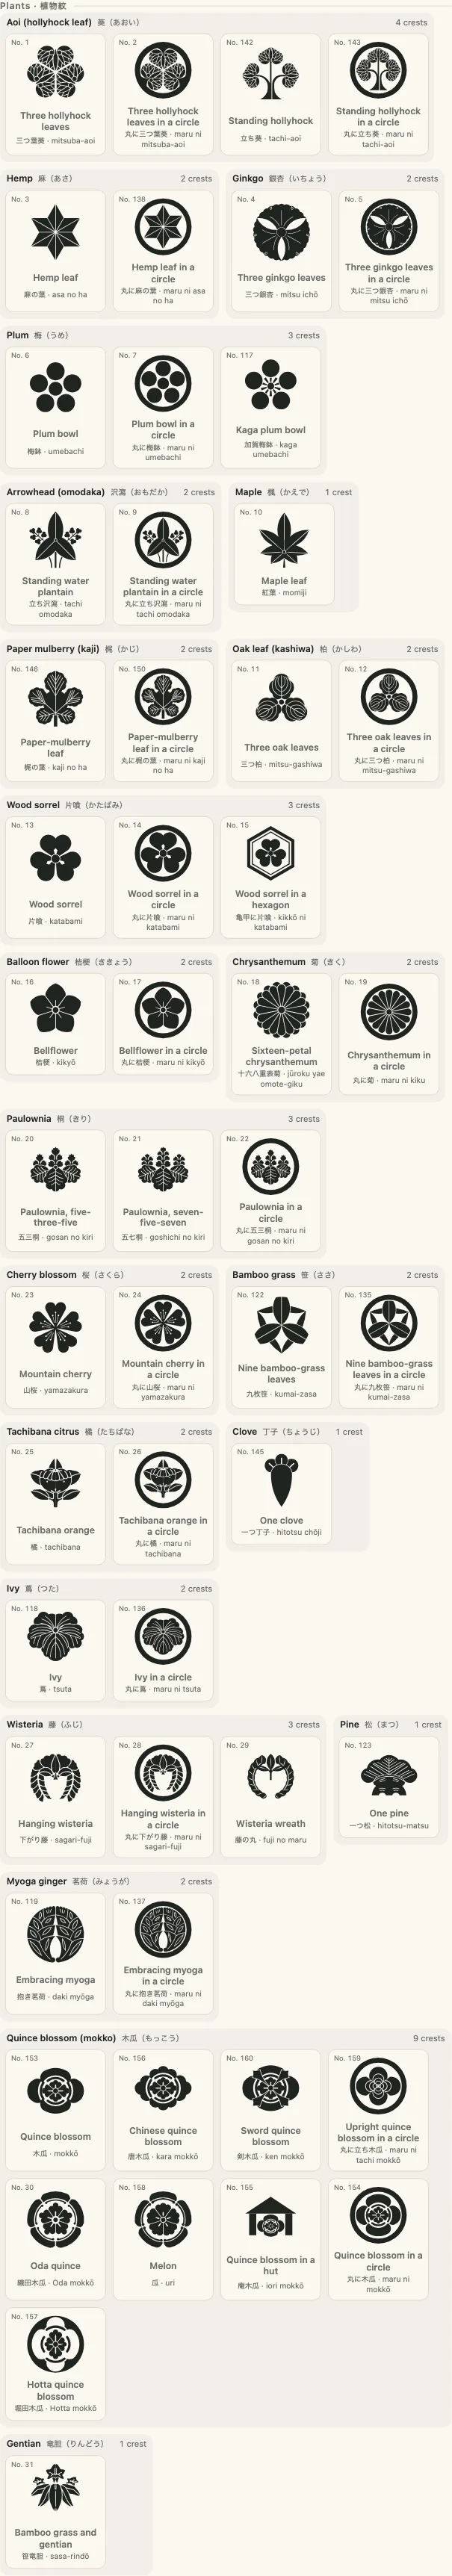 Plants · 植物紋
Aoi (hollyhock leaf) 葵（あおい） 4 crests
No. 1
Three hollyhock
leaves
三つ葉葵 · mitsuba-aoi
No. 2
Three hollyhock
leaves in a circle
丸に三つ葉葵 · maru ni
mitsuba-aoi
No. 142
Standing hollyhock
立ち葵 · tachi-aoi
No. 143
Standing hollyhock
in a circle
丸に立ち葵 · maru ni
tachi-aoi
Hemp 麻（あさ） 2 crests
No. 3
Hemp leaf
麻の葉 · asa no ha
No. 138
Hemp leaf in a
circle
丸に麻の葉 · maru ni asa
no ha
Ginkgo 銀杏（いちょう） 2 crests
No. 4
Three ginkgo leaves
三つ銀杏 · mitsu ichō
No. 5
Three ginkgo leaves
in a circle
丸に三つ銀杏 · maru ni
mitsu ichō
Plum 梅（うめ） 3 crests
No. 6
Plum bowl
梅鉢 · umebachi
No. 7
Plum bowl in a
circle
丸に梅鉢 · maru ni
umebachi
No. 117
Kaga plum bowl
加賀梅鉢 · kaga
umebachi
Arrowhead (omodaka) 沢瀉（おもだか） 2 crests
No. 8
Standing water
plantain
立ち沢瀉 · tachi
omodaka
No. 9
Standing water
plantain in a circle
丸に立ち沢瀉 · maru ni
tachi omodaka
Maple 楓（かえで） 1 crest
No. 10
Maple leaf
紅葉 · momiji
Paper mulberry (kaji) 梶（かじ） 2 crests
No. 146
Paper-mulberry
leaf
梶の葉 · kaji no ha
No. 150
Paper-mulberry
leaf in a circle
丸に梶の葉 · maru ni kaji
no ha
Oak leaf (kashiwa) 柏（かしわ） 2 crests
No. 11
Three oak leaves
三つ柏 · mitsu-gashiwa
No. 12
Three oak leaves in
a circle
丸に三つ柏 · maru ni
mitsu-gashiwa
Wood sorrel 片喰（かたばみ） 3 crests
No. 13
Wood sorrel
片喰 · katabami
No. 14
Wood sorrel in a
circle
丸に片喰 · maru ni
katabami
No. 15
Wood sorrel in a
hexagon
亀甲に片喰 · kikkō ni
katabami
Balloon flower 桔梗（ききょう） 2 crests
No. 16
Bellflower
桔梗 · kikyō
No. 17
Bellflower in a circle
丸に桔梗 · maru ni kikyō
Chrysanthemum 菊（きく） 2 crests
No. 18
Sixteen-petal
chrysanthemum
十六八重表菊 · jūroku yae
omote-giku
No. 19
Chrysanthemum in
a circle
丸に菊 · maru ni kiku
Paulownia 桐（きり） 3 crests
No. 20
Paulownia, five-
three-five
五三桐 · gosan no kiri
No. 21
Paulownia, seven-
five-seven
五七桐 · goshichi no kiri
No. 22
Paulownia in a
circle
丸に五三桐 · maru ni
gosan no kiri
Cherry blossom 桜（さくら） 2 crests
No. 23
Mountain cherry
山桜 · yamazakura
No. 24
Mountain cherry in
a circle
丸に山桜 · maru ni
yamazakura
Bamboo grass 笹（ささ） 2 crests
No. 122
Nine bamboo-grass
leaves
九枚笹 · kumai-zasa
No. 135
Nine bamboo-grass
leaves in a circle
丸に九枚笹 · maru ni
kumai-zasa
Tachibana citrus 橘（たちばな） 2 crests
No. 25
Tachibana orange
橘 · tachibana
No. 26
Tachibana orange in
a circle
丸に橘 · maru ni
tachibana
Clove 丁子（ちょうじ） 1 crest
No. 145
One clove
一つ丁子 · hitotsu chōji
Ivy 蔦（つた） 2 crests
No. 118
Ivy
蔦 · tsuta
No. 136
Ivy in a circle
丸に蔦 · maru ni tsuta
Wisteria 藤（ふじ） 3 crests
No. 27
Hanging wisteria
下がり藤 · sagari-fuji
No. 28
Hanging wisteria in
a circle
丸に下がり藤 · maru ni
sagari-fuji
No. 29
Wisteria wreath
藤の丸 · fuji no maru
Pine 松（まつ） 1 crest
No. 123
One pine
一つ松 · hitotsu-matsu
Myoga ginger 茗荷（みょうが） 2 crests
No. 119
Embracing myoga
抱き茗荷 · daki myōga
No. 137
Embracing myoga
in a circle
丸に抱き茗荷 · maru ni
daki myōga
Quince blossom (mokko) 木瓜（もっこう） 9 crests
No. 153
Quince blossom
木瓜 · mokkō
No. 156
Chinese quince
blossom
唐木瓜 · kara mokkō
No. 160
Sword quince
blossom
剣木瓜 · ken mokkō
No. 159
Upright quince
blossom in a circle
丸に立ち木瓜 · maru ni
tachi mokkō
No. 30
Oda quince
織田木瓜 · Oda mokkō
No. 158
Melon
瓜 · uri
No. 155
Quince blossom in a
hut
庵木瓜 · iori mokkō
No. 154
Quince blossom in a
circle
丸に木瓜 · maru ni
mokkō
No. 157
Hotta quince
blossom
堀田木瓜 · Hotta mokkō
Gentian 竜胆（りんどう） 1 crest
No. 31
Bamboo grass and
gentian
笹竜胆 · sasa-rindō